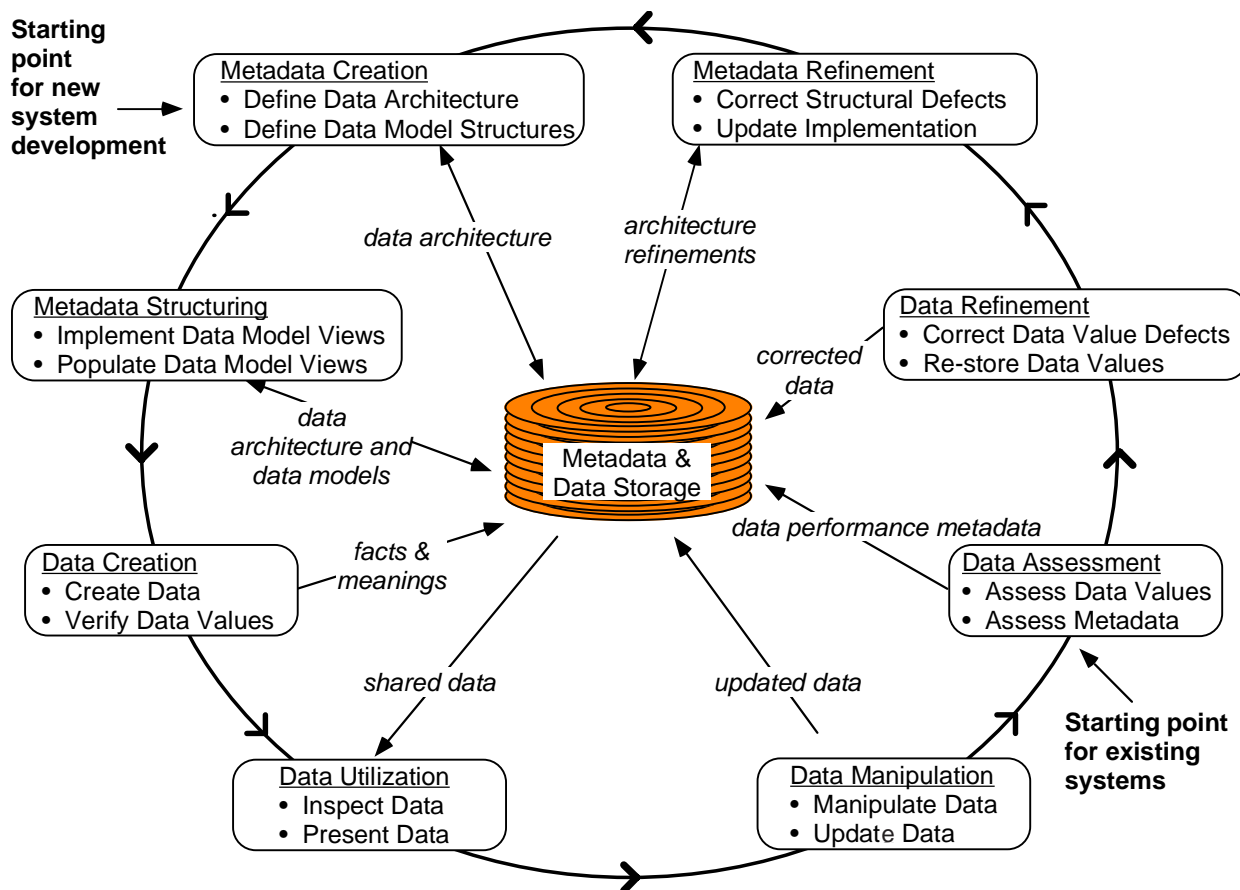 Starting
point
for new
system
development
Metadata Creation
• Define Data Architecture
• Define Data Model Structures
Metadata Refinement
• Correct Structural Defects
• Update Implementation
data architecture
architecture
refinements
Metadata Structuring
• Implement Data Model Views
• Populate Data Model Views
Data Refinement
• Correct Data Value Defects
• Re-store Data Values
corrected
data
data
architecture and
data models
Metadata &
Data Storage
data performance metadata
facts &
meanings
Data Creation
• Create Data
• Verify Data Values
Data Assessment
• Assess Data Values
• Assess Metadata
shared data
updated data
Starting point
for existing
systems
Data Utilization
• Inspect Data
• Present Data
Data Manipulation
• Manipulate Data
• Update Data